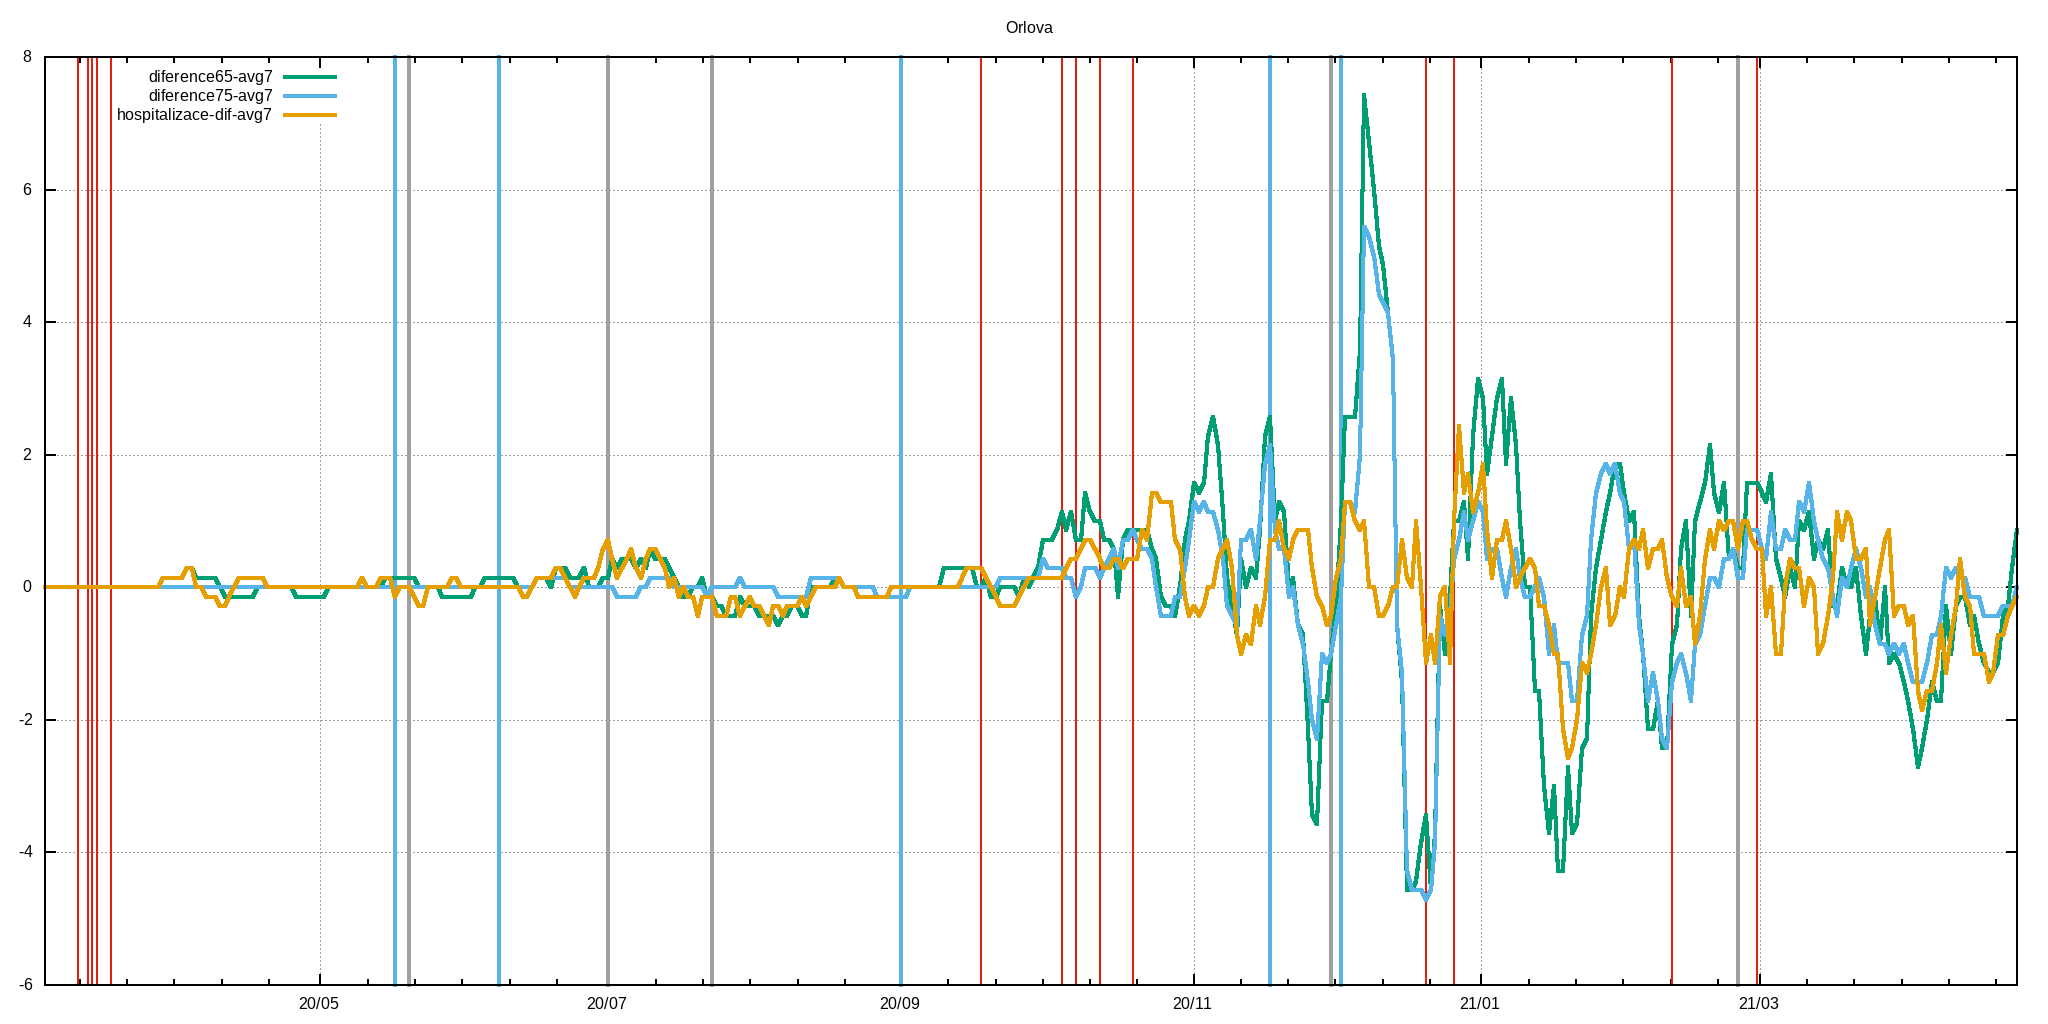 Orlova
8
diference65-avg7
diference75-avg7
hospitalizace-dif-avg7
6
4
2
0
-2
-4
-6
20/05 20/07 20/09 20/11 21/01 21/03